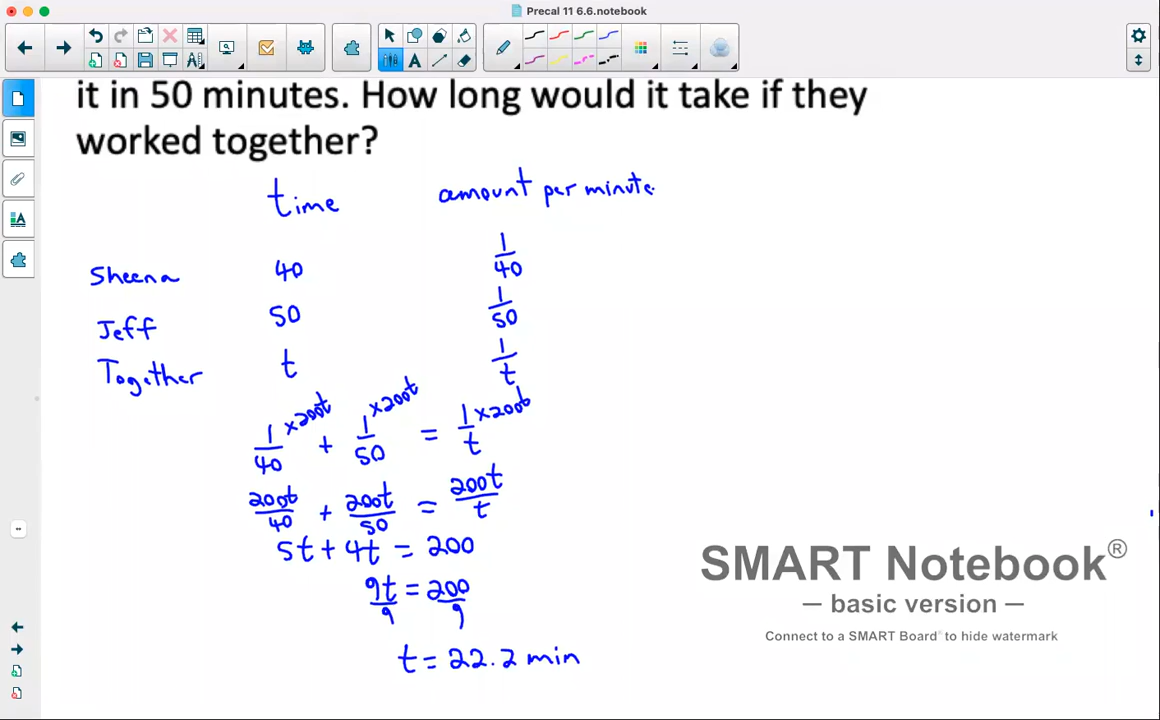 Precal 11 6.6.notebook
it in 50 minutes. How long would it take if they
worked together?
time amount per minute
Sheena 40 1/40
Jeff 50 1/50
Together t 1/t
1/40 ×200t + 1/50 ×200t = 1/t ×200t
200t/40 + 200t/50 = 200t/t
5t + 4t = 200
9t/9 = 200/9
t = 22.2 min
SMART Notebook®
— basic version —
Connect to a SMART Board® to hide watermark